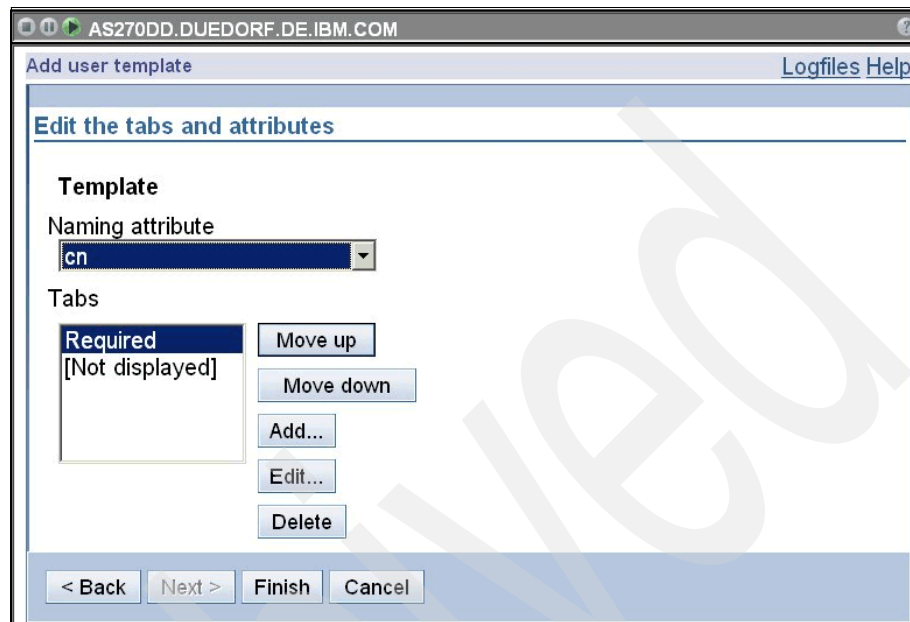 AS270DD.DUEDORF.DE.IBM.COM
Add user template Logfiles Help
Edit the tabs and attributes
Template
Naming attribute
cn
Tabs
Required
[Not displayed]
Move up
Move down
Add...
Edit...
Delete
< Back Next > Finish Cancel